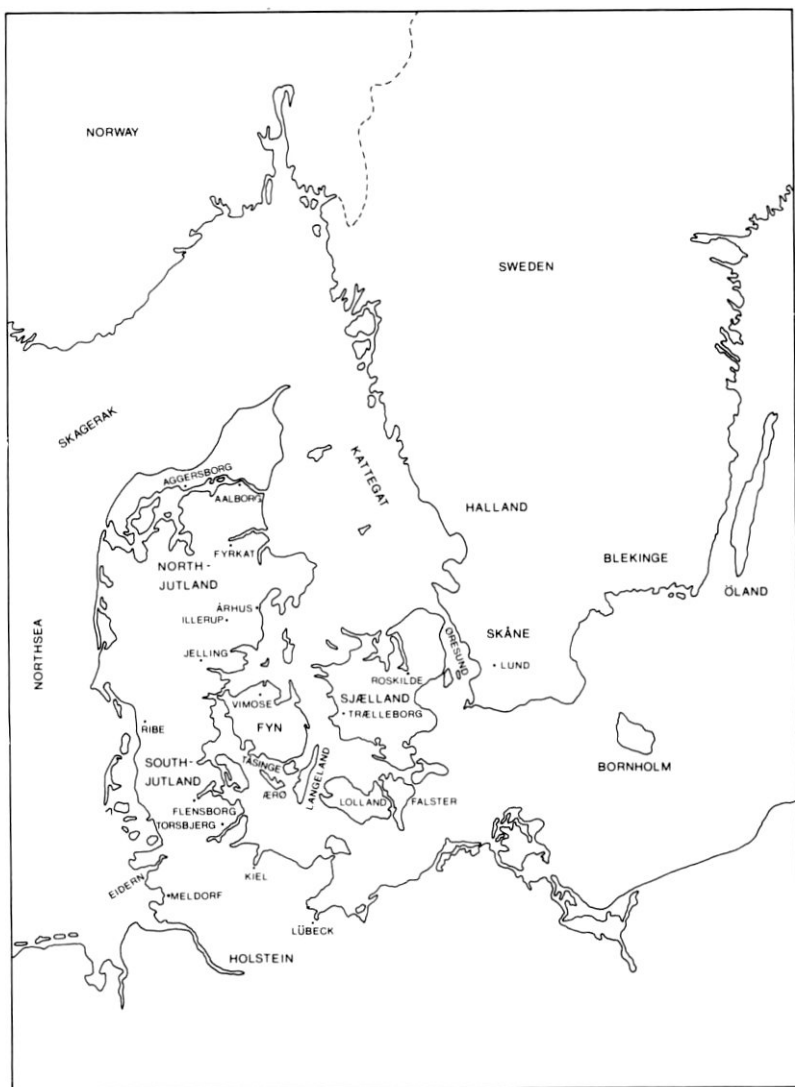 NORWAY
SWEDEN
SKAGERAK
KATTEGAT
AGGERSBORG
AALBORG
HALLAND
FYRKAT
NORTH-
JUTLAND
BLEKINGE
ÖLAND
ÅRHUS
ILLERUP
SKÅNE
ØRESUND
NORTHSEA
JELLING
LUND
ROSKILDE
VIMOSE
SJÆLLAND
TRÆLLEBORG
RIBE
FYN
SOUTH-
JUTLAND
TÅSINGE
LANGELAND
BORNHOLM
ÆRØ
LOLLAND
FALSTER
FLENSBORG
TORSBJERG
KIEL
EIDERN
MELDORF
LÜBECK
HOLSTEIN